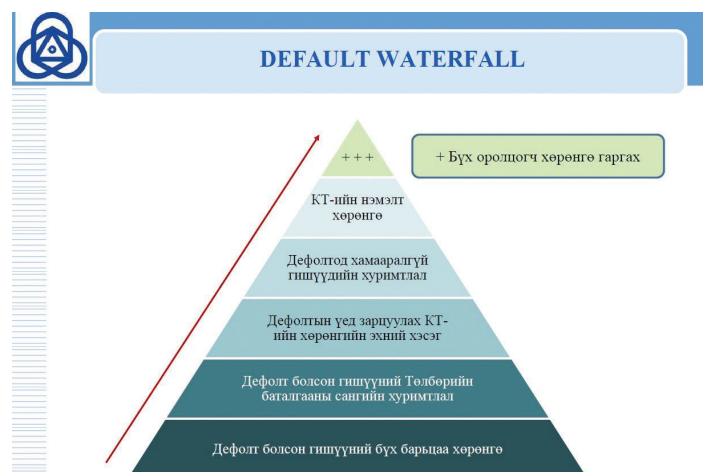 DEFAULT WATERFALL
+ + +
+ Бүх оролцогч хөрөнгө гаргах
КТ-ийн нэмэлт
хөрөнгө
Дефолтод хамааралгүй
гишүүдийн хуримтлал
Дефолтын үед зарцуулах КТ-
ийн хөрөнгийн эхний хэсэг
Дефолт болсон гишүүний Төлбөрийн
баталгааны сангийн хуримтлал
Дефолт болсон гишүүний бүх барьцаа хөрөнгө